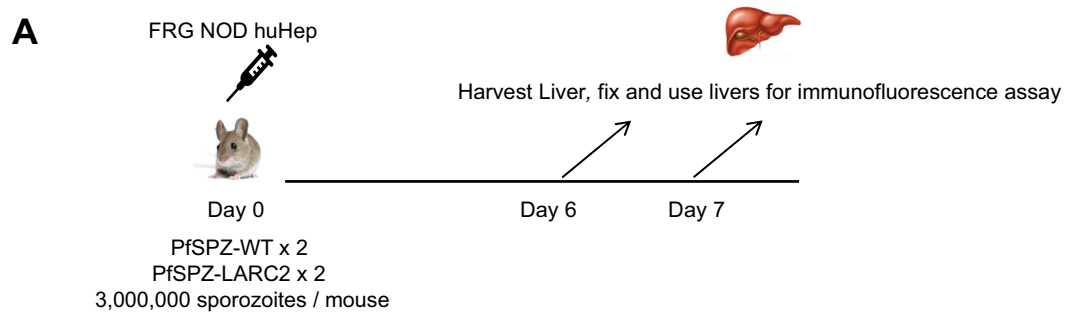 A
FRG NOD huHep
Harvest Liver, fix and use livers for immunofluorescence assay
Day 0
Day 6
Day 7
PfSPZ-WT x 2
PfSPZ-LARC2 x 2
3,000,000 sporozoites / mouse